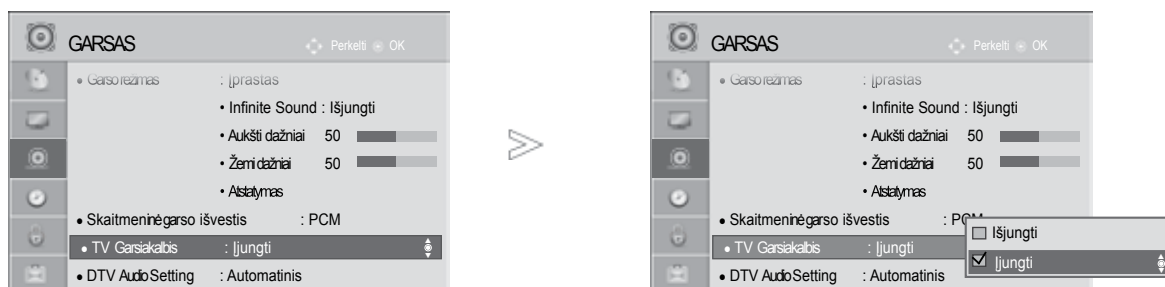 GARSAS Perkelti OK
• Garso režimas : Įprastas
• Infinite Sound : Išjungti
• Aukšti dažniai 50
• Žemi dažniai 50
• Atstatymas
• Skaitmeninė garso išvestis : PCM
• TV Garsiakalbis : Įjungti
• DTV Audio Setting : Automatinis
>
GARSAS Perkelti OK
• Garso režimas : Įprastas
• Infinite Sound : Išjungti
• Aukšti dažniai 50
• Žemi dažniai 50
• Atstatymas
• Skaitmeninė garso išvestis : PCM
• TV Garsiakalbis : Įjungti
• DTV Audio Setting : Automatinis
Išjungti
Įjungti